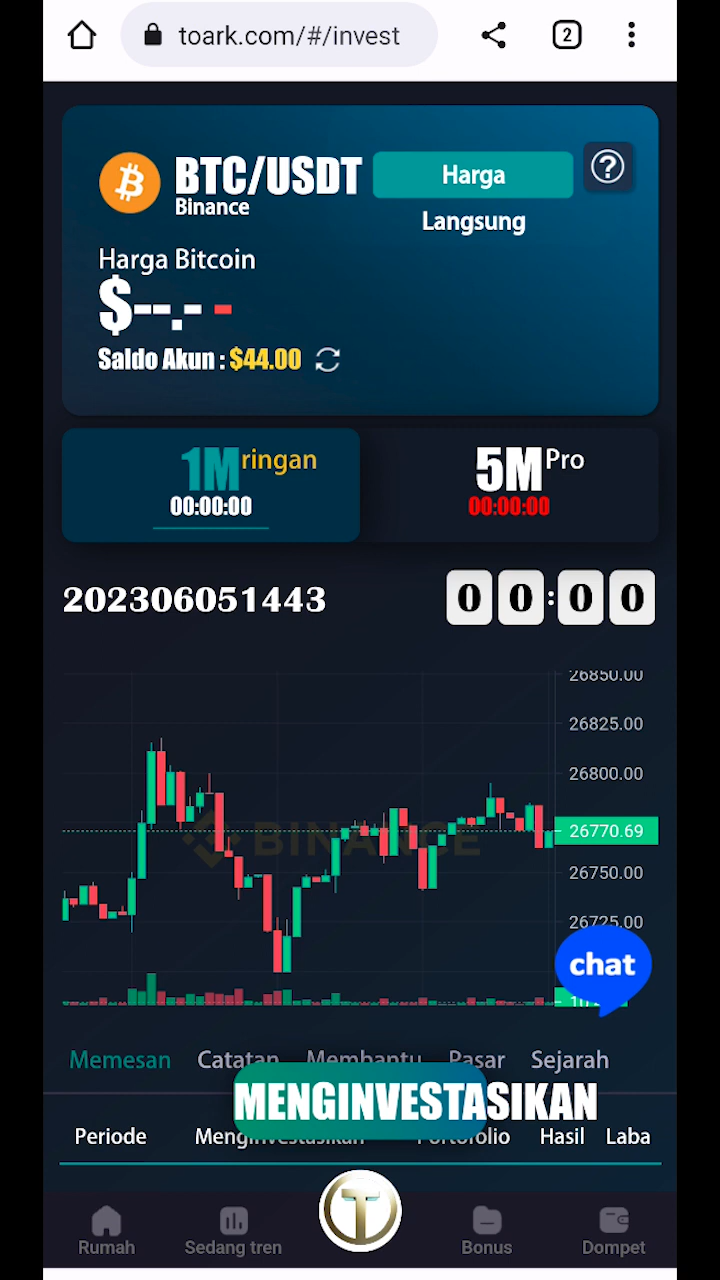 toark.com/#/invest
2
BTC/USDT
Binance
Harga
Langsung
Harga Bitcoin
$--.- -
Saldo Akun : $44.00
1M ringan
00:00:00
5M Pro
00:00:00
202306051443
00:00
26850.00
26825.00
26800.00
26770.69
26750.00
26725.00
BINANCE
chat
Memesan Catatan Membantu Pasar Sejarah
MENGINVESTASIKAN
Periode Menginvestasikan Portofolio Hasil Laba
T
Rumah Sedang tren Bonus Dompet